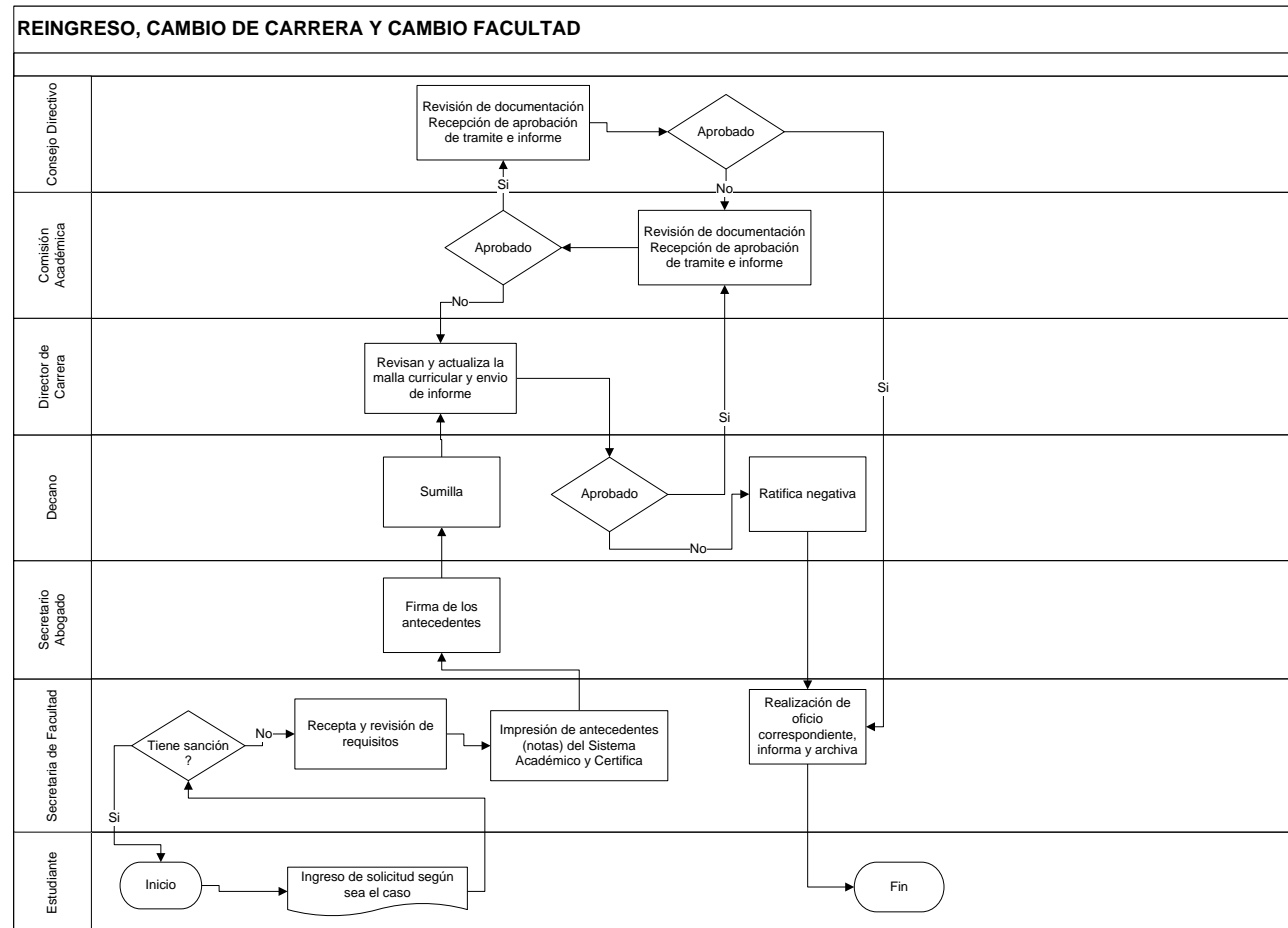 REINGRESO, CAMBIO DE CARRERA Y CAMBIO FACULTAD
Consejo Directivo
Revisión de documentación
Recepción de aprobación
de tramite e informe
Aprobado
Si
No
Comisión
Académica
Aprobado
Revisión de documentación
Recepción de aprobación
de tramite e informe
No
Director de
Carrera
Revisan y actualiza la
malla curricular y envio
de informe
Si
Si
Decano
Sumilla
Aprobado
Ratifica negativa
No
Secretario
Abogado
Firma de los
antecedentes
Secretaria de Facultad
Tiene sanción
?
No
Recepta y revisión de
requisitos
Impresión de antecedentes
(notas) del Sistema
Académico y Certifica
Realización de
oficio
correspondiente,
informa y archiva
Si
Estudiante
Inicio
Ingreso de solicitud según
sea el caso
Fin